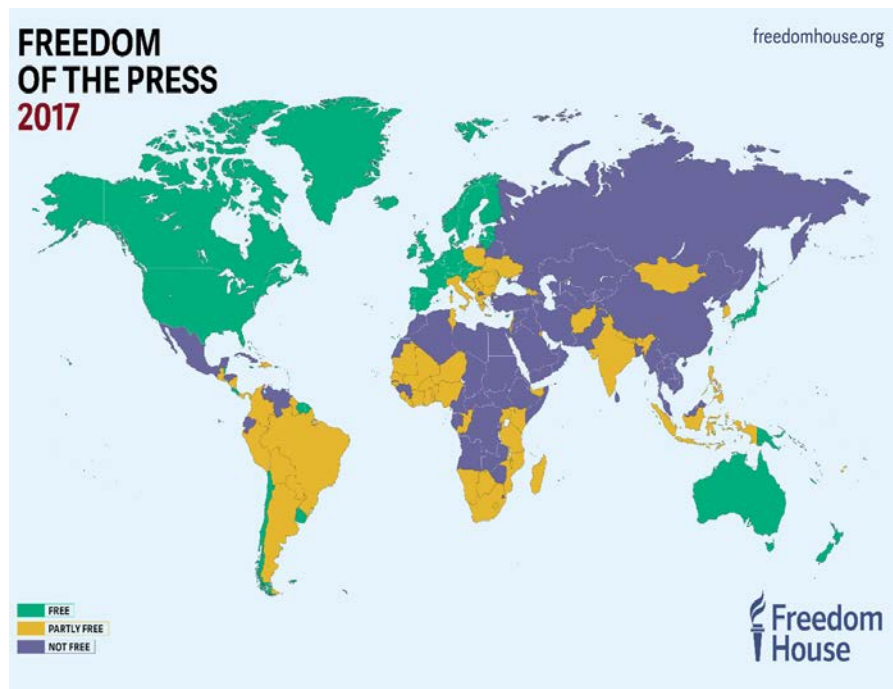 FREEDOM
OF THE PRESS
2017
freedomhouse.org
FREE
PARTLY FREE
NOT FREE
Freedom
House